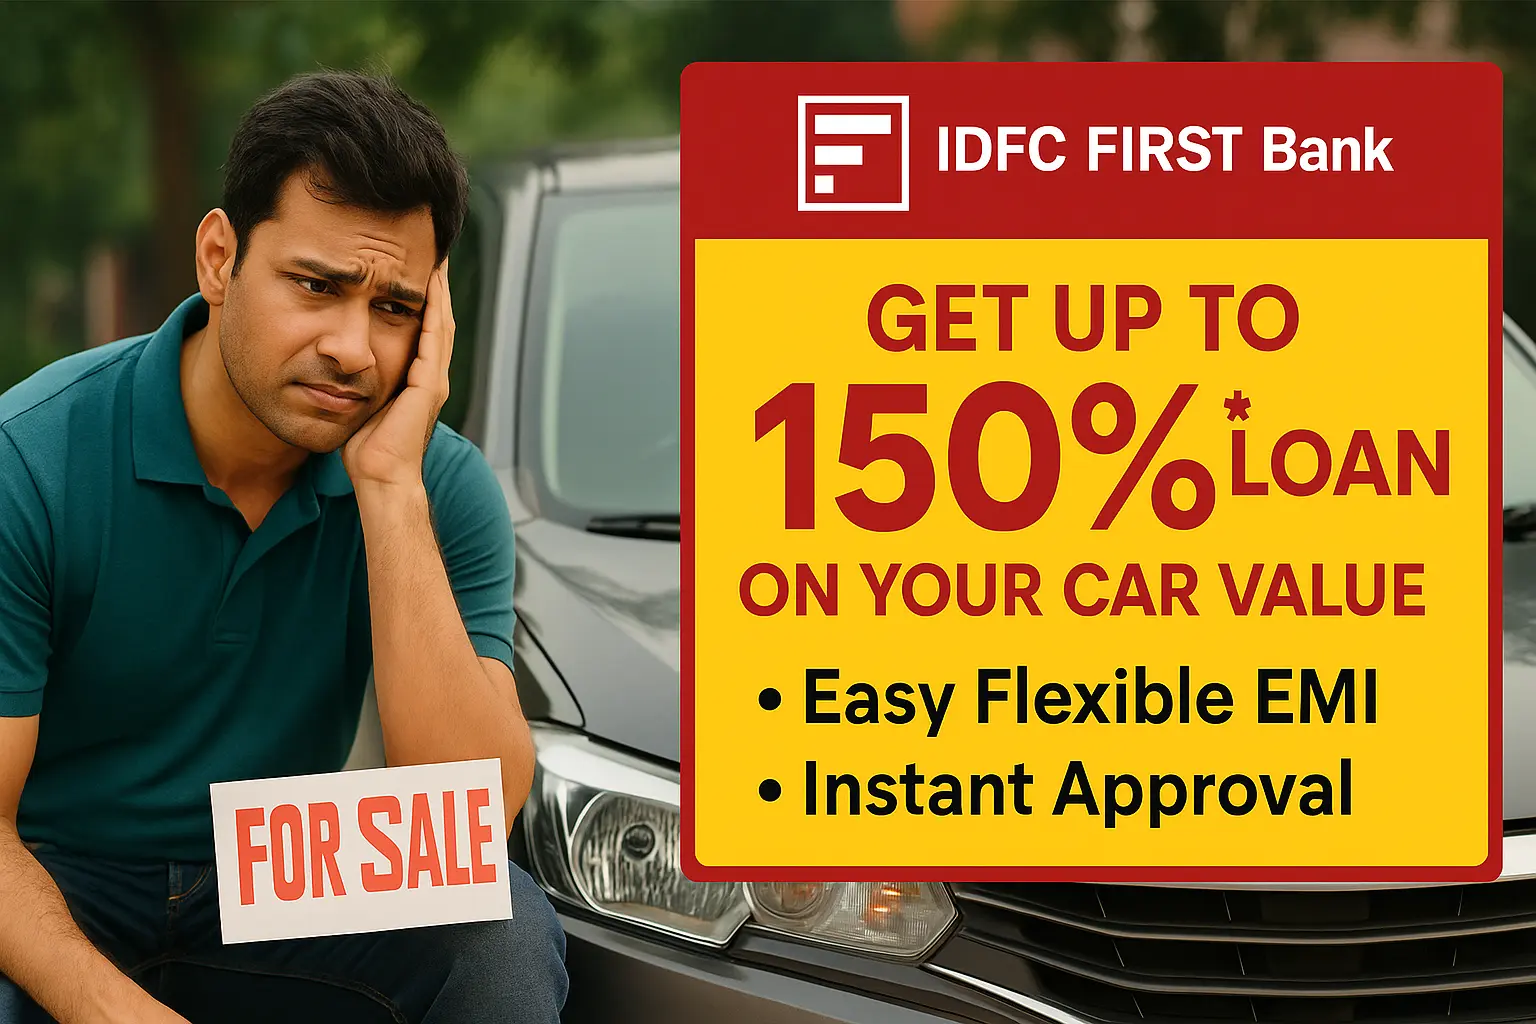 IDFC FIRST Bank
GET UP TO
150%* LOAN
ON YOUR CAR VALUE
• Easy Flexible EMI
• Instant Approval
FOR SALE